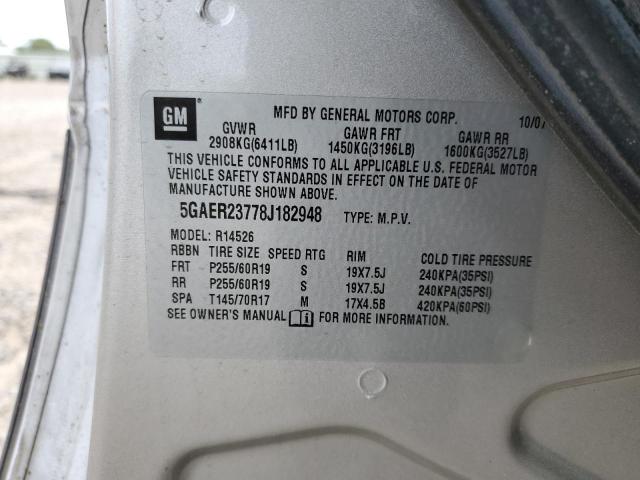 GM
MFD BY GENERAL MOTORS CORP. 10/07
GVWR GAWR FRT GAWR RR
2908KG(6411LB) 1450KG(3196LB) 1600KG(3527LB)
THIS VEHICLE CONFORMS TO ALL APPLICABLE U.S. FEDERAL MOTOR
VEHICLE SAFETY STANDARDS IN EFFECT ON THE DATE OF
MANUFACTURE SHOWN ABOVE.
5GAER23778J182948 TYPE: M.P.V.
MODEL: R14526
RBBN TIRE SIZE SPEED RTG RIM COLD TIRE PRESSURE
FRT P255/60R19 S 19X7.5J 240KPA(35PSI)
RR P255/60R19 S 19X7.5J 240KPA(35PSI)
SPA T145/70R17 M 17X4.5B 420KPA(60PSI)
SEE OWNER'S MANUAL i FOR MORE INFORMATION.